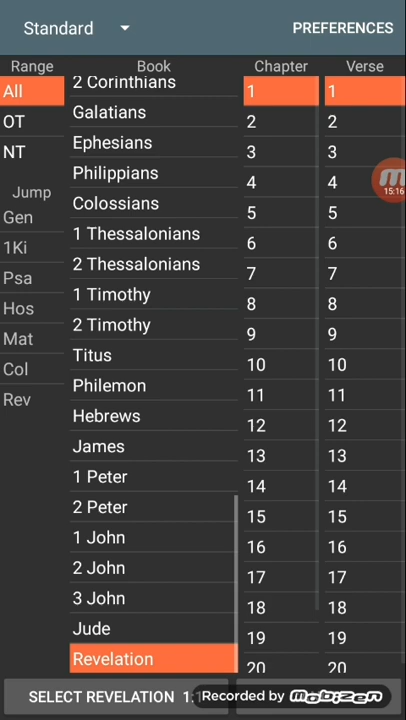 Standard PREFERENCES
Range Book Chapter Verse
2 Corinthians
All 1 1
Galatians
OT 2 2
Ephesians
NT 3 3
Philippians
4 4
Jump
Colossians
Gen 5 5 15:16
1 Thessalonians
1Ki 6 6
2 Thessalonians
Psa 7 7
1 Timothy
Hos 8 8
2 Timothy
Mat 9 9
Titus
Col 10 10
Philemon
Rev 11 11
Hebrews
12 12
James
13 13
1 Peter
14 14
2 Peter
15 15
1 John
16 16
2 John
17 17
3 John
18 18
Jude
19 19
Revelation
20 20
SELECT REVELATION 1:1
Recorded by mobizen